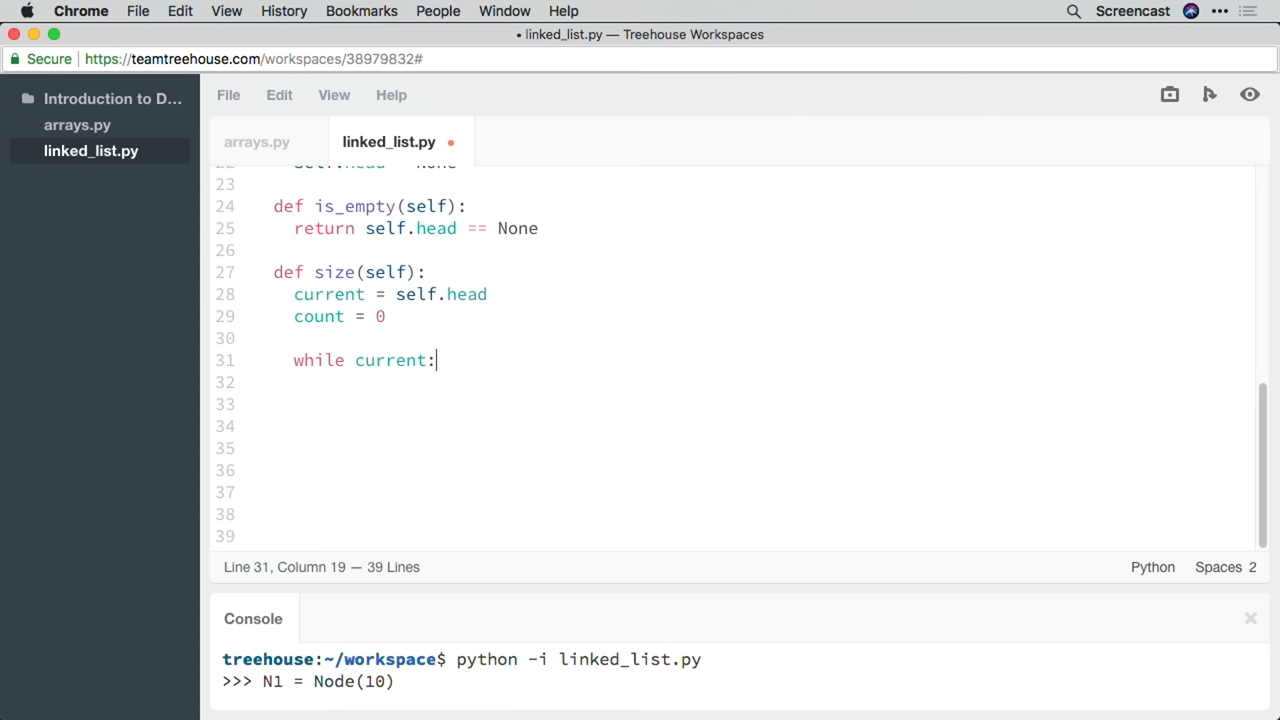 Chrome File Edit View History Bookmarks People Window Help Screencast
• linked_list.py — Treehouse Workspaces
Secure https://teamtreehouse.com/workspaces/38979832#
Introduction to D...
arrays.py
linked_list.py
File Edit View Help
arrays.py linked_list.py
22 self.head = None
23
24 def is_empty(self):
25 return self.head == None
26
27 def size(self):
28 current = self.head
29 count = 0
30
31 while current:
32
33
34
35
36
37
38
39
Line 31, Column 19 — 39 Lines Python Spaces 2
Console
treehouse:~/workspace$ python -i linked_list.py
>>> N1 = Node(10)